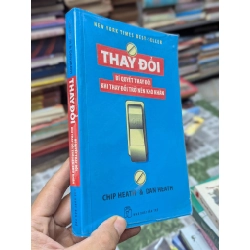 NEW YORK TIMES BEST-SELLER
THAY ĐỔI
BÍ QUYẾT THAY ĐỔI
KHI THAY ĐỔI TRỞ NÊN KHÓ KHĂN
CHIP HEATH & DAN HEATH
THAY ĐỔI